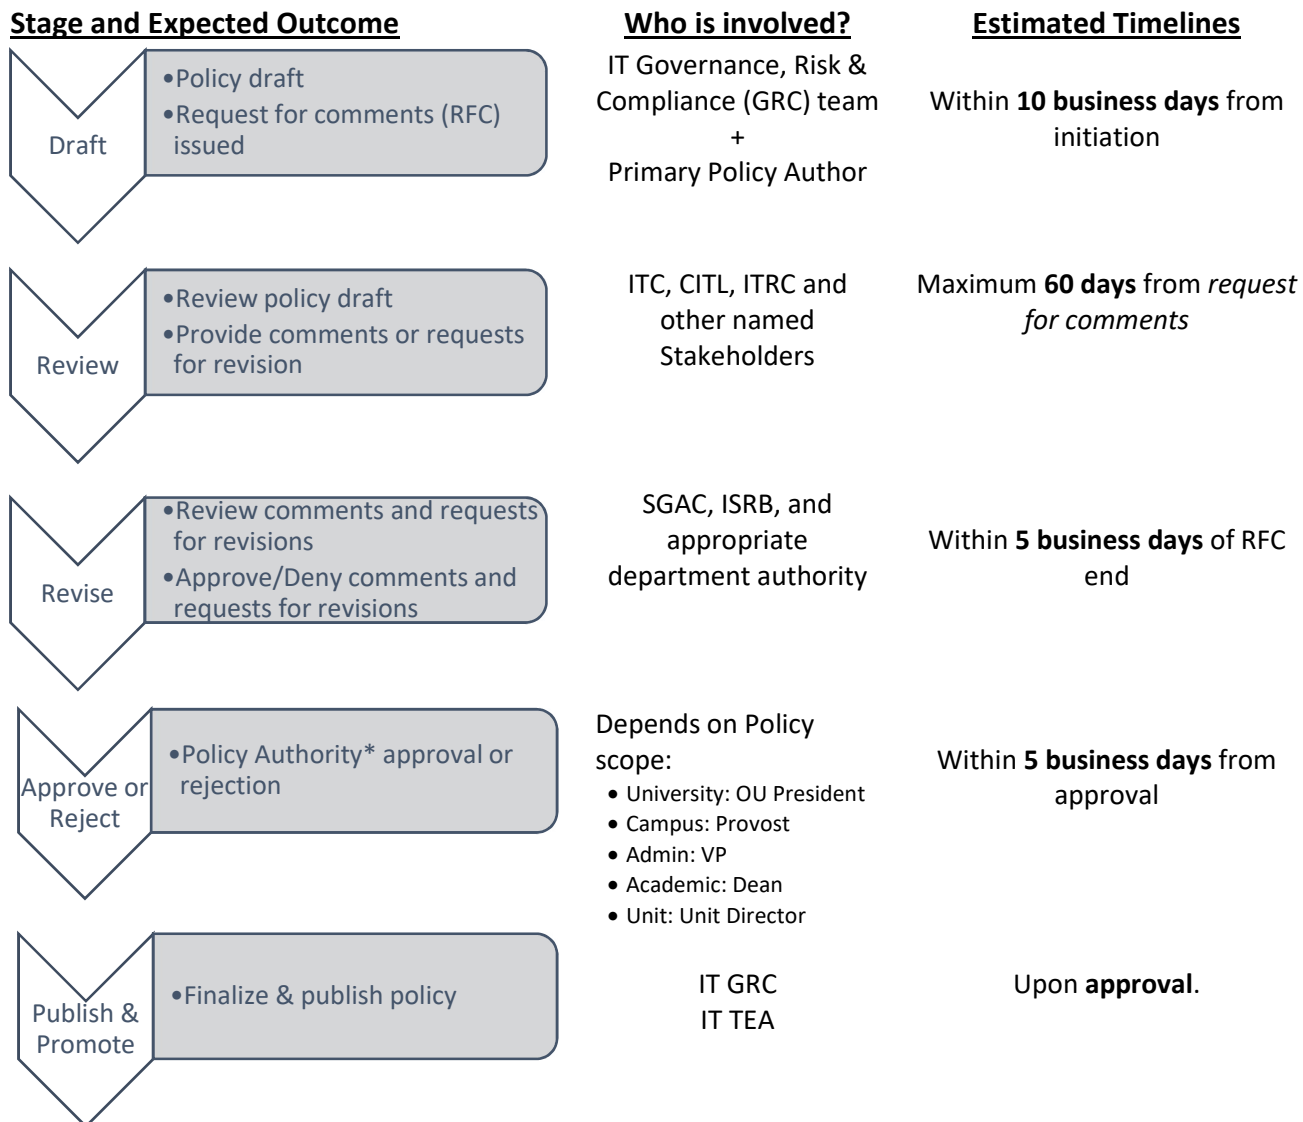 Stage and Expected Outcome
Who is involved?
Estimated Timelines
Draft
•Policy draft
•Request for comments (RFC)
issued
IT Governance, Risk &
Compliance (GRC) team
+
Primary Policy Author
Within 10 business days from
initiation
Review
•Review policy draft
•Provide comments or requests
for revision
ITC, CITL, ITRC and
other named
Stakeholders
Maximum 60 days from request
for comments
Revise
•Review comments and requests
for revisions
•Approve/Deny comments and
requests for revisions
SGAC, ISRB, and
appropriate
department authority
Within 5 business days of RFC
end
Approve or
Reject
•Policy Authority* approval or
rejection
Depends on Policy
scope:
• University: OU President
• Campus: Provost
• Admin: VP
• Academic: Dean
• Unit: Unit Director
Within 5 business days from
approval
Publish &
Promote
•Finalize & publish policy
IT GRC
IT TEA
Upon approval.